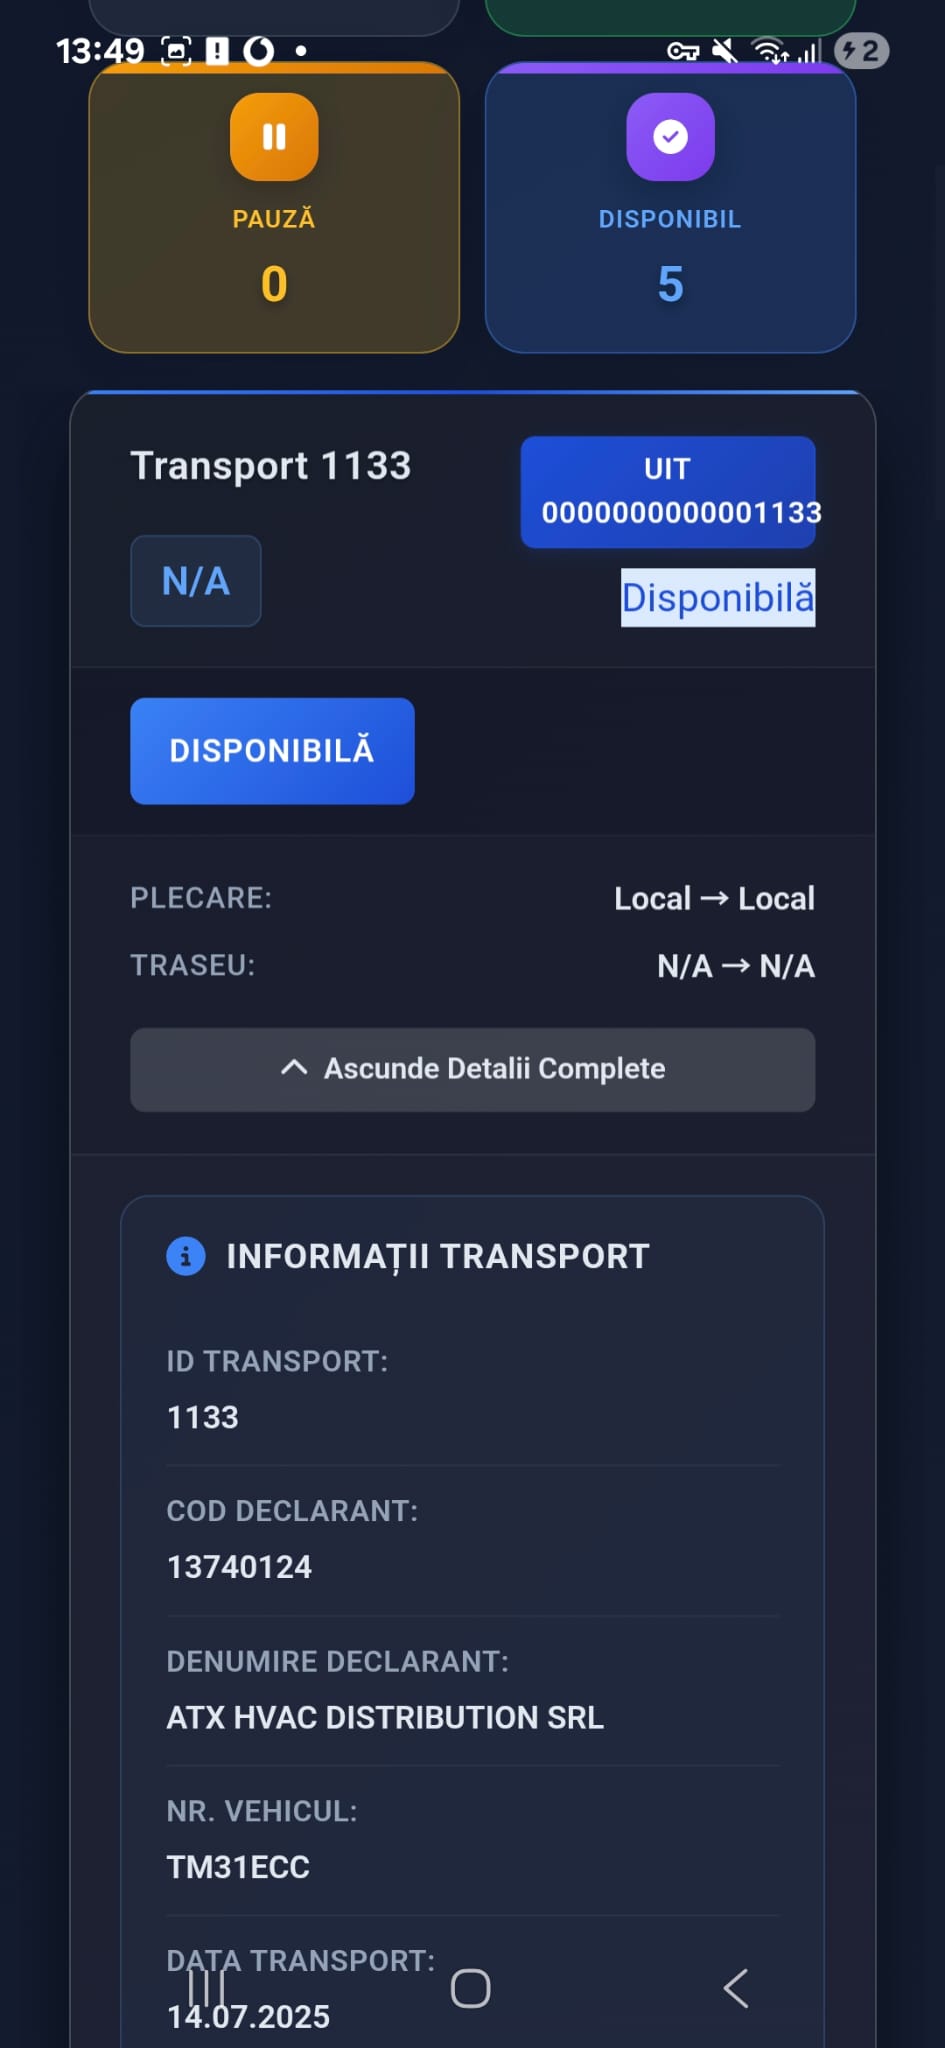 13:49
2
PAUZĂ
DISPONIBIL
0
5
Transport 1133
UIT
0000000000001133
N/A
Disponibilă
DISPONIBILĂ
PLECARE:
Local → Local
TRASEU:
N/A → N/A
Ascunde Detalii Complete
INFORMAȚII TRANSPORT
ID TRANSPORT:
1133
COD DECLARANT:
13740124
DENUMIRE DECLARANT:
ATX HVAC DISTRIBUTION SRL
NR. VEHICUL:
TM31ECC
DATA TRANSPORT:
14.07.2025